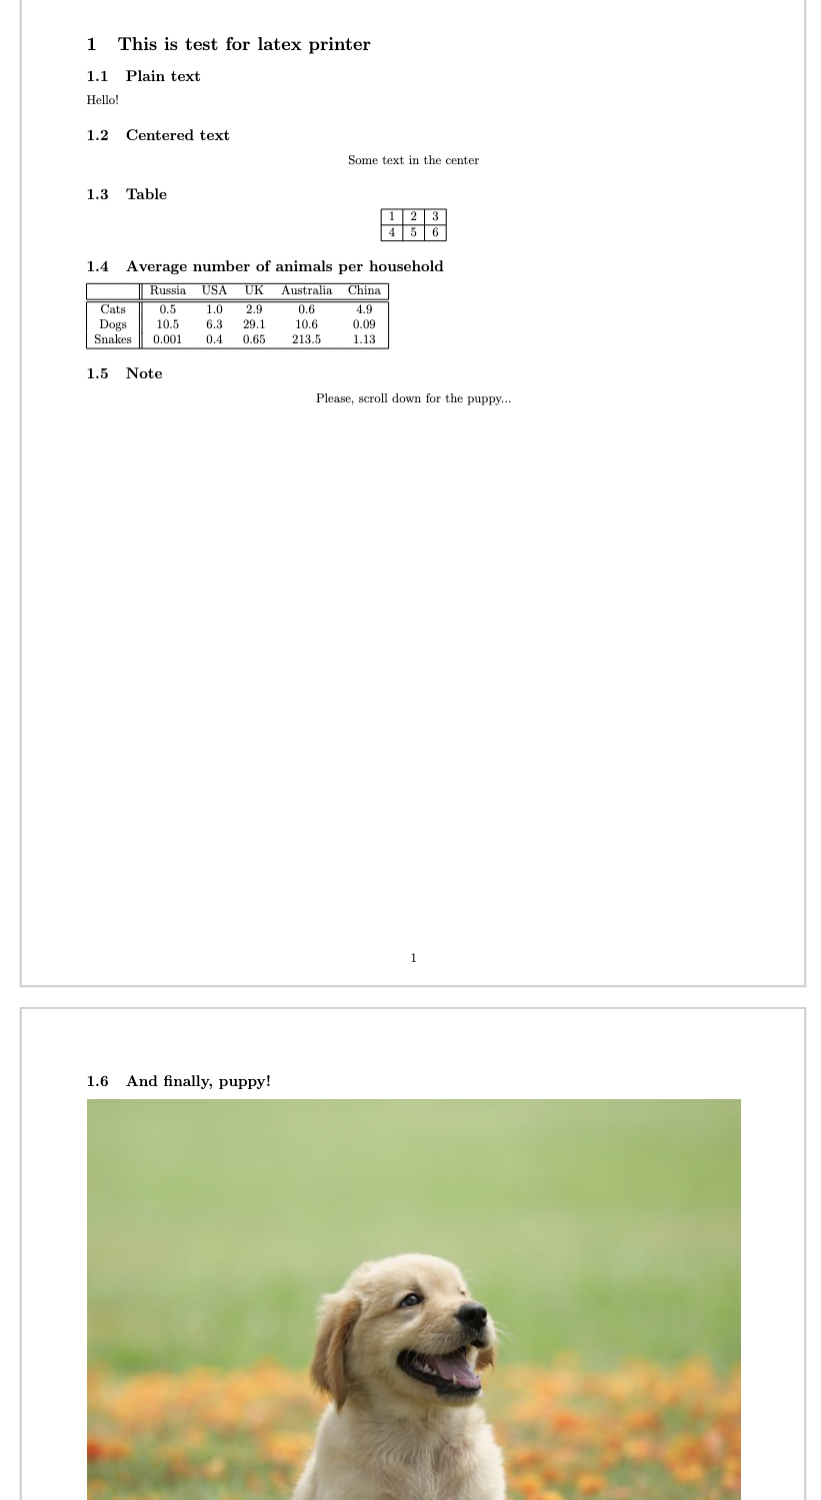 1 This is test for latex printer
1.1 Plain text
Hello!
1.2 Centered text
Some text in the center
1.3 Table
1 2 3
4 5 6
1.4 Average number of animals per household
Russia USA UK Australia China
Cats 0.5 1.0 2.9 0.6 4.9
Dogs 10.5 6.3 29.1 10.6 0.09
Snakes 0.001 0.4 0.65 213.5 1.13
1.5 Note
Please, scroll down for the puppy...
1
1.6 And finally, puppy!